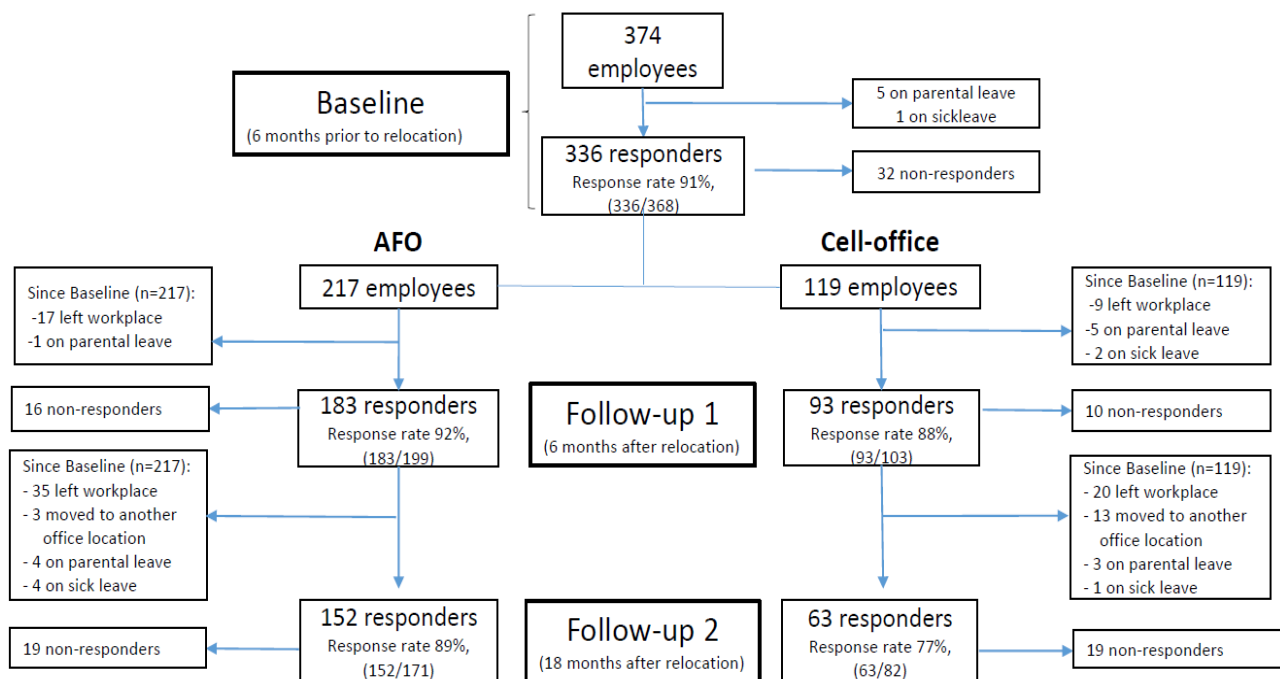 374
employees
Baseline
(6 months prior to relocation)
5 on parental leave
1 on sickleave
336 responders
Response rate 91%,
(336/368)
32 non-responders
AFO
Cell-office
217 employees
119 employees
Since Baseline (n=217):
-17 left workplace
-1 on parental leave
Since Baseline (n=119):
-9 left workplace
-5 on parental leave
- 2 on sick leave
16 non-responders
183 responders
Response rate 92%,
(183/199)
Follow-up 1
(6 months after relocation)
93 responders
Response rate 88%,
(93/103)
10 non-responders
Since Baseline (n=217):
- 35 left workplace
- 3 moved to another
office location
- 4 on parental leave
- 4 on sick leave
Since Baseline (n=119):
- 20 left workplace
- 13 moved to another
office location
- 3 on parental leave
- 1 on sick leave
19 non-responders
152 responders
Response rate 89%,
(152/171)
Follow-up 2
(18 months after relocation)
63 responders
Response rate 77%,
(63/82)
19 non-responders